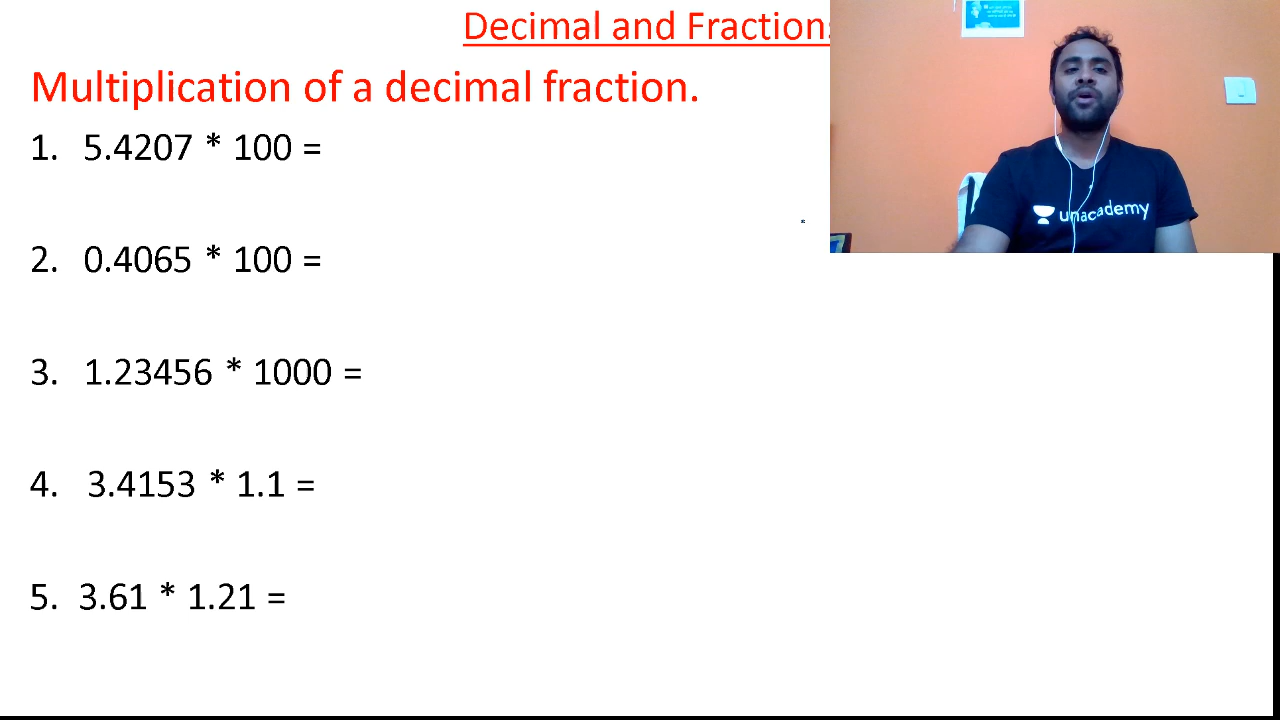 Decimal and Fractions
Multiplication of a decimal fraction.
1. 5.4207 * 100 =
2. 0.4065 * 100 =
3. 1.23456 * 1000 =
4. 3.4153 * 1.1 =
5. 3.61 * 1.21 =
unacademy